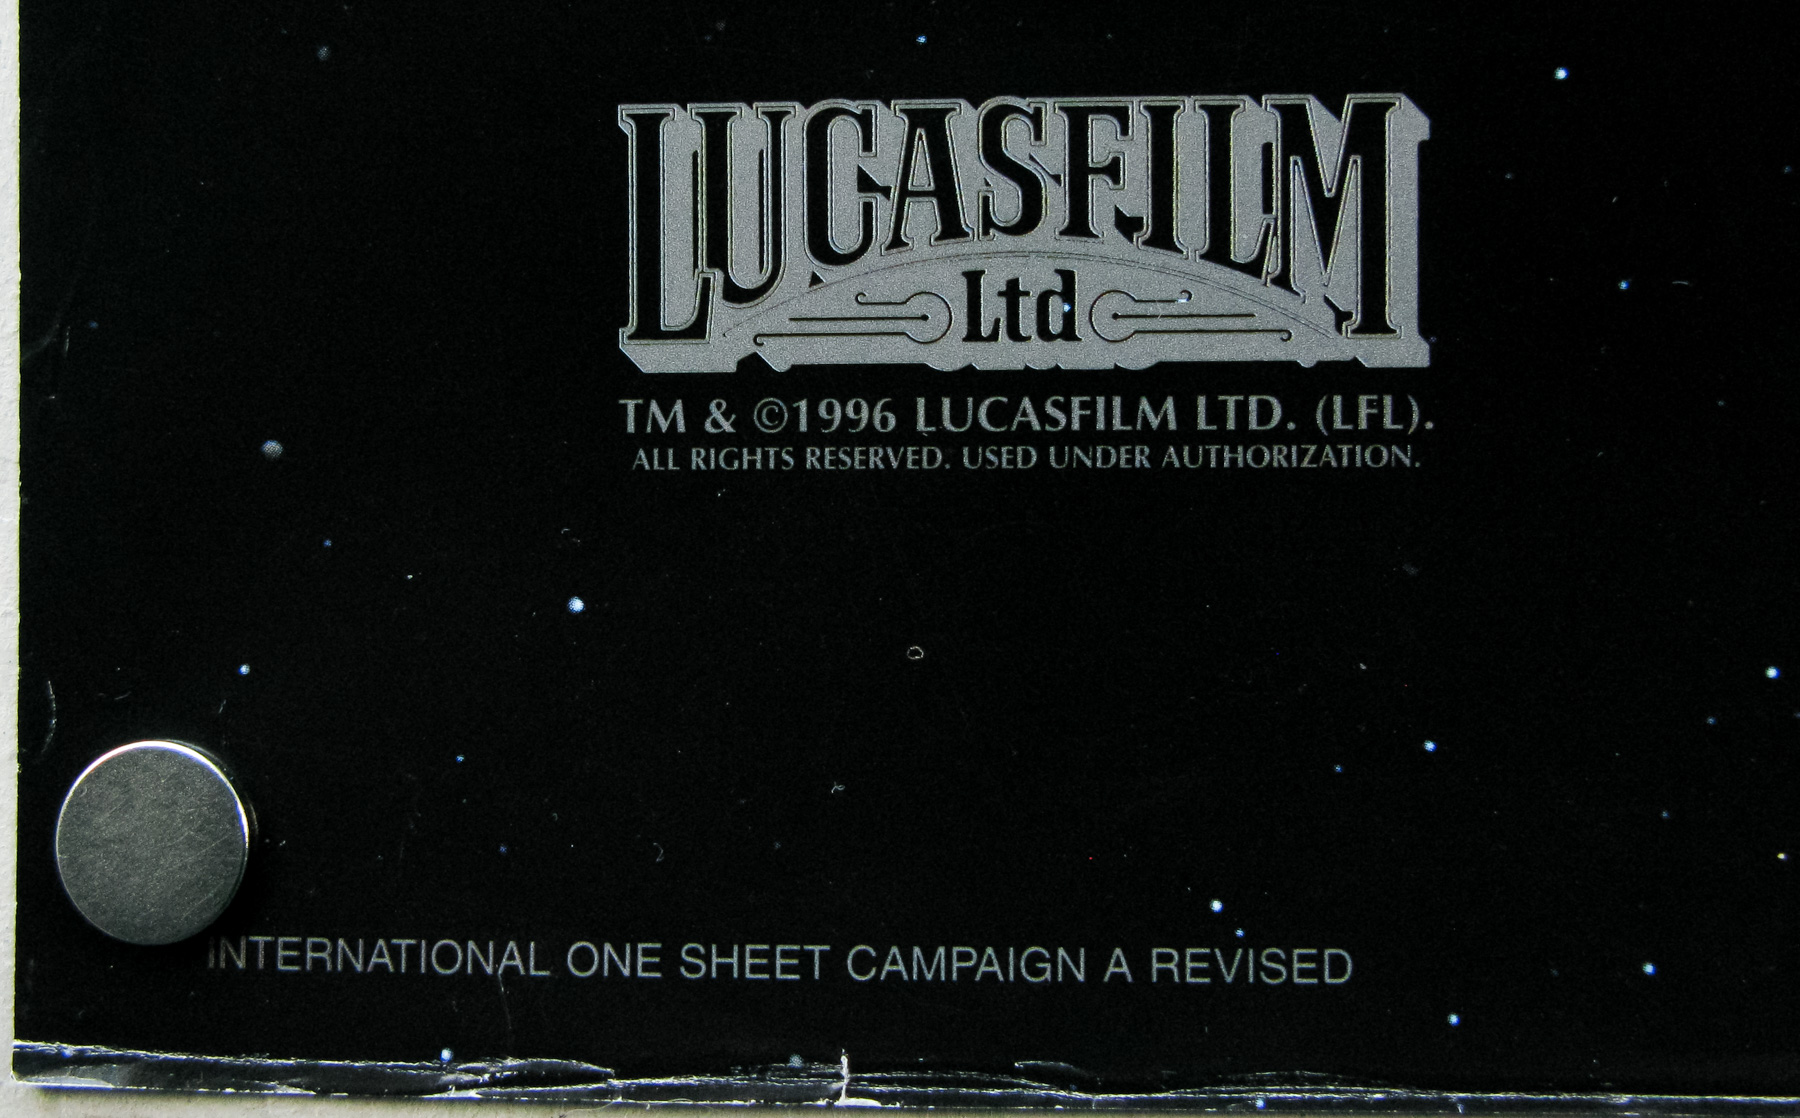 LUCASFILM
Ltd
TM & ©1996 LUCASFILM LTD. (LFL).
ALL RIGHTS RESERVED. USED UNDER AUTHORIZATION.
INTERNATIONAL ONE SHEET CAMPAIGN A REVISED